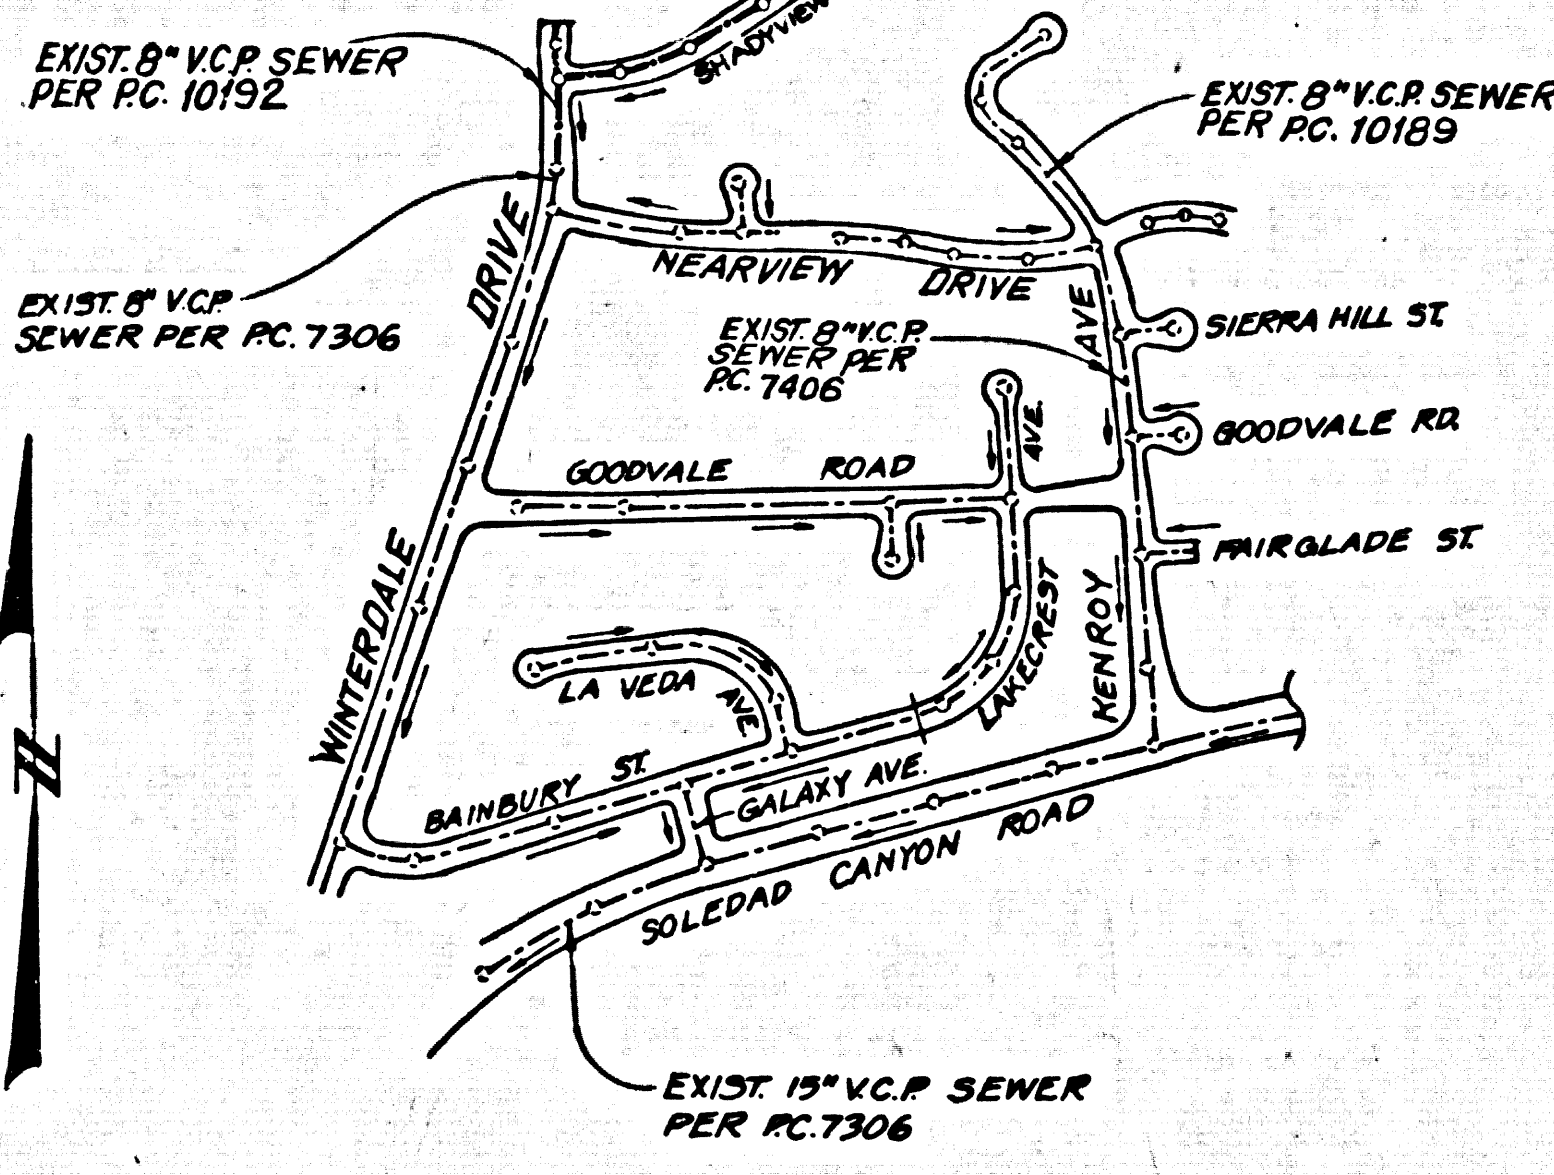 EXIST. 8" V.C.P. SEWER
PER P.C. 10192
SHADYVIEW
EXIST. 8" V.C.P. SEWER
PER P.C. 10189
EXIST. 8" V.C.P.
SEWER PER P.C. 7306
NEARVIEW DRIVE
SIERRA HILL ST.
EXIST. 8" V.C.P.
SEWER PER
P.C. 7406
GOODVALE RD.
GOODVALE ROAD
FAIRGLADE ST.
WINTERDALE DRIVE
LAKECREST AVE.
KENROY AVE
LA VEDA AVE
BAINBURY ST.
GALAXY AVE.
SOLEDAD CANYON ROAD
N
EXIST. 15" V.C.P. SEWER
PER P.C. 7306